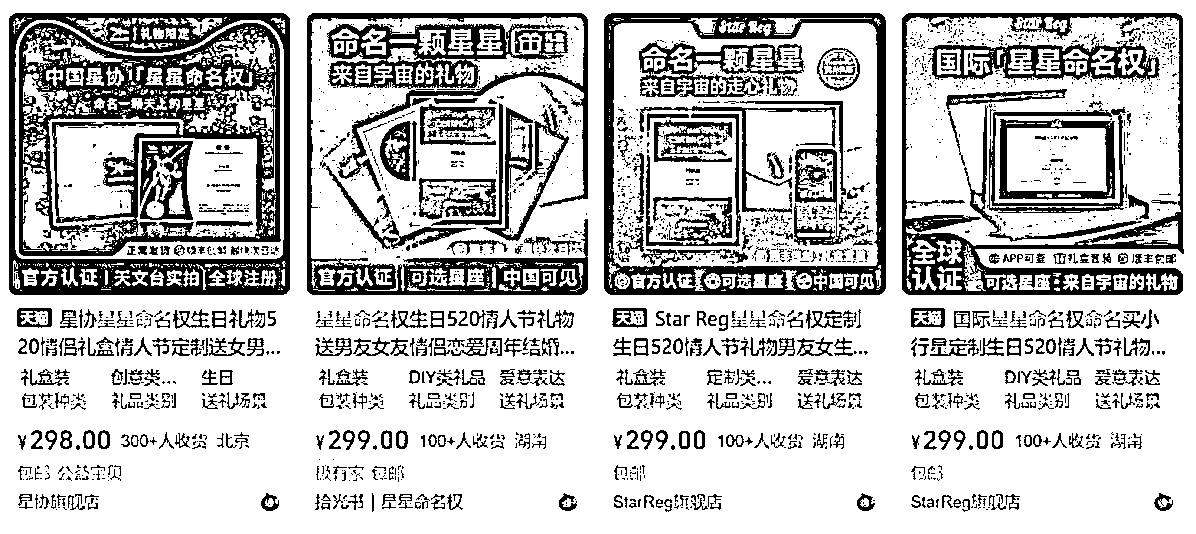 礼物限定
中国星协「星星命名权」
命名一颗天上的星星
正常发货 顺丰包邮
官方认证 天文台实拍 全球注册
天猫 星协星星命名权生日礼物5
20情侣礼盒情人节定制送女男...
礼盒装 创意类... 生日
包装种类 礼品类别 送礼场景
¥298.00 300+人收货 北京
包邮 公益宝贝
星协旗舰店
命名一颗星星
来自宇宙的礼物
官方认证 可选星座 中国可见
星星命名权生日520情人节礼物
送男友女友情侣恋爱周年结婚...
礼盒装 DIY类礼品 爱意表达
包装种类 礼品类别 送礼场景
¥299.00 100+人收货 湖南
极有家 包邮
拾光书 | 星星命名权
Star Reg
命名一颗星星
来自宇宙的走心礼物
官方认证 可选星座 中国可见
天猫 Star Reg星星命名权定制
生日520情人节礼物男友女生...
礼盒装 定制类... 爱意表达
包装种类 礼品类别 送礼场景
¥299.00 100+人收货 湖南
包邮
StarReg旗舰店
Star Reg
国际「星星命名权」
全球
认证
APP可查 礼盒套装 顺丰包邮
可选星座·来自宇宙的礼物
天猫 国际星星命名权命名买小
行星定制生日520情人节礼物...
礼盒装 DIY类礼品 爱意表达
包装种类 礼品类别 送礼场景
¥299.00 100+人收货 湖南
包邮
StarReg旗舰店